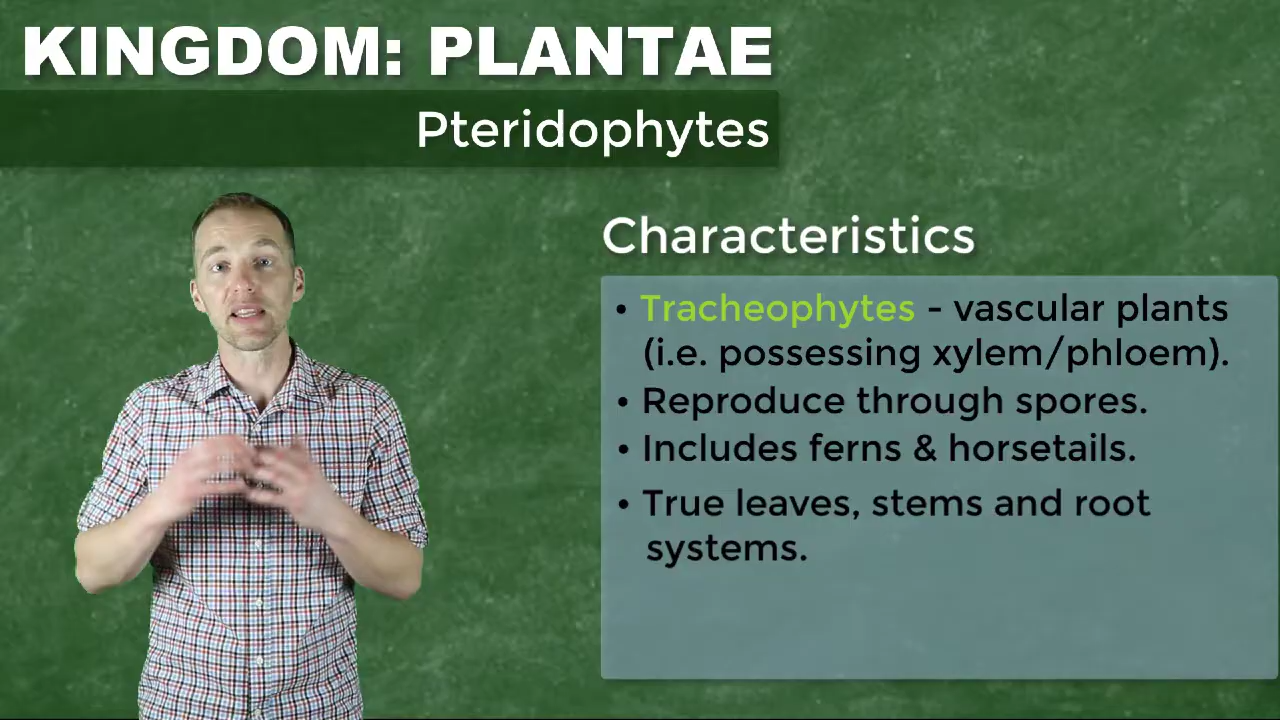 KINGDOM: PLANTAE
Pteridophytes
Characteristics
• Tracheophytes - vascular plants
(i.e. possessing xylem/phloem).
• Reproduce through spores.
• Includes ferns & horsetails.
• True leaves, stems and root
systems.